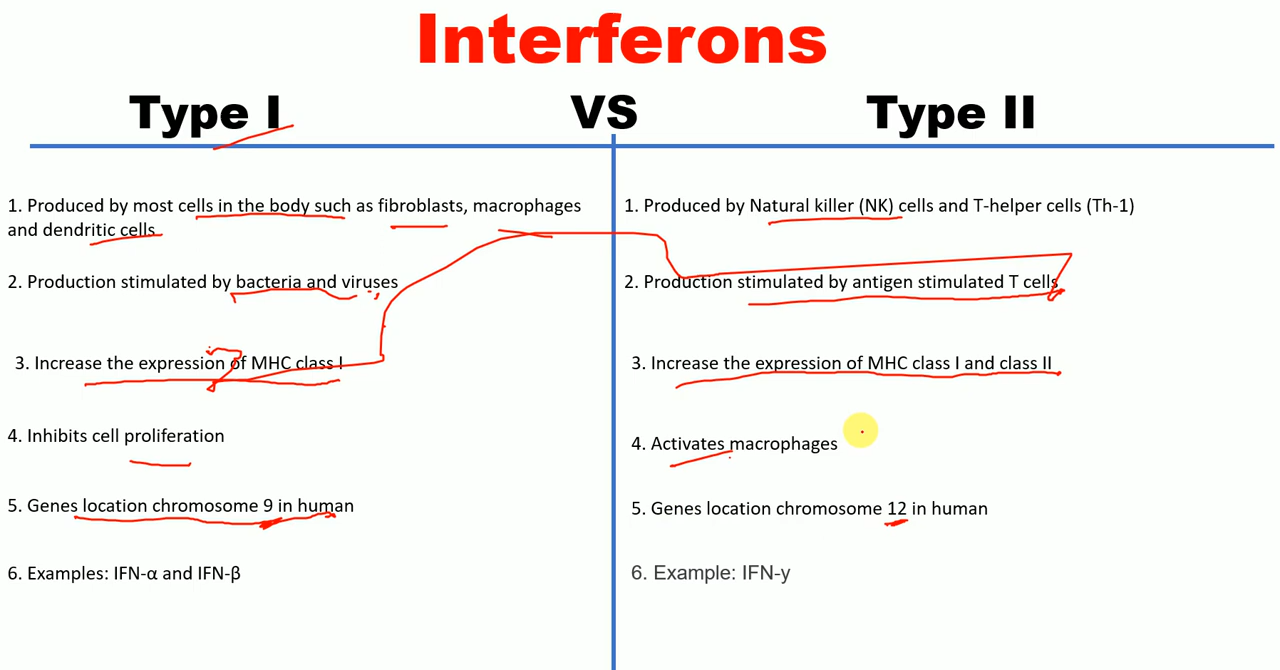 Interferons
Type I VS Type II
1. Produced by most cells in the body such as fibroblasts, macrophages
and dendritic cells
2. Production stimulated by bacteria and viruses
3. Increase the expression of MHC class I
4. Inhibits cell proliferation
5. Genes location chromosome 9 in human
6. Examples: IFN-α and IFN-β
1. Produced by Natural killer (NK) cells and T-helper cells (Th-1)
2. Production stimulated by antigen stimulated T cells
3. Increase the expression of MHC class I and class II
4. Activates macrophages
5. Genes location chromosome 12 in human
6. Example: IFN-y